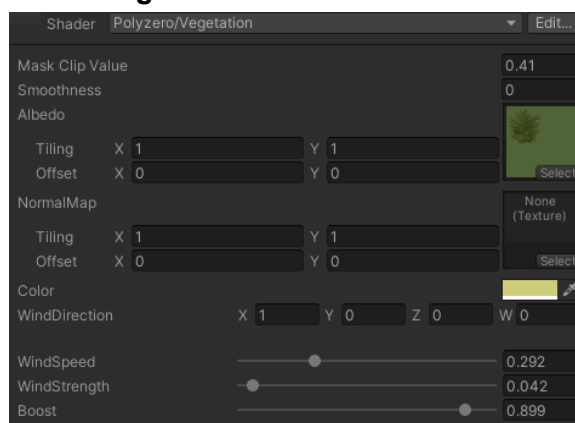 Shader Polyzero/Vegetation Edit...
Mask Clip Value 0.41
Smoothness 0
Albedo
Tiling X 1 Y 1
Offset X 0 Y 0
Select
NormalMap None
(Texture)
Tiling X 1 Y 1
Offset X 0 Y 0
Select
Color
WindDirection X 1 Y 0 Z 0 W 0
WindSpeed 0.292
WindStrength 0.042
Boost 0.899